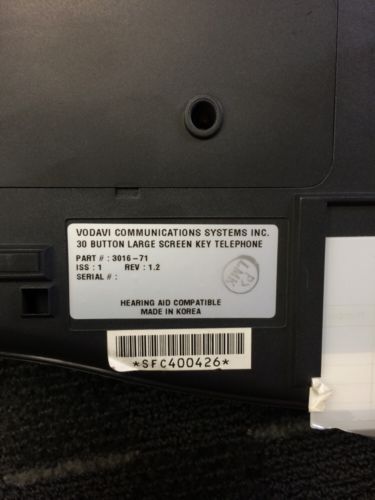 VODAVI COMMUNICATIONS SYSTEMS INC.
30 BUTTON LARGE SCREEN KEY TELEPHONE
PART # : 3016-71
ISS : 1 REV : 1.2
SERIAL # :
HEARING AID COMPATIBLE
MADE IN KOREA
*SFC400426*